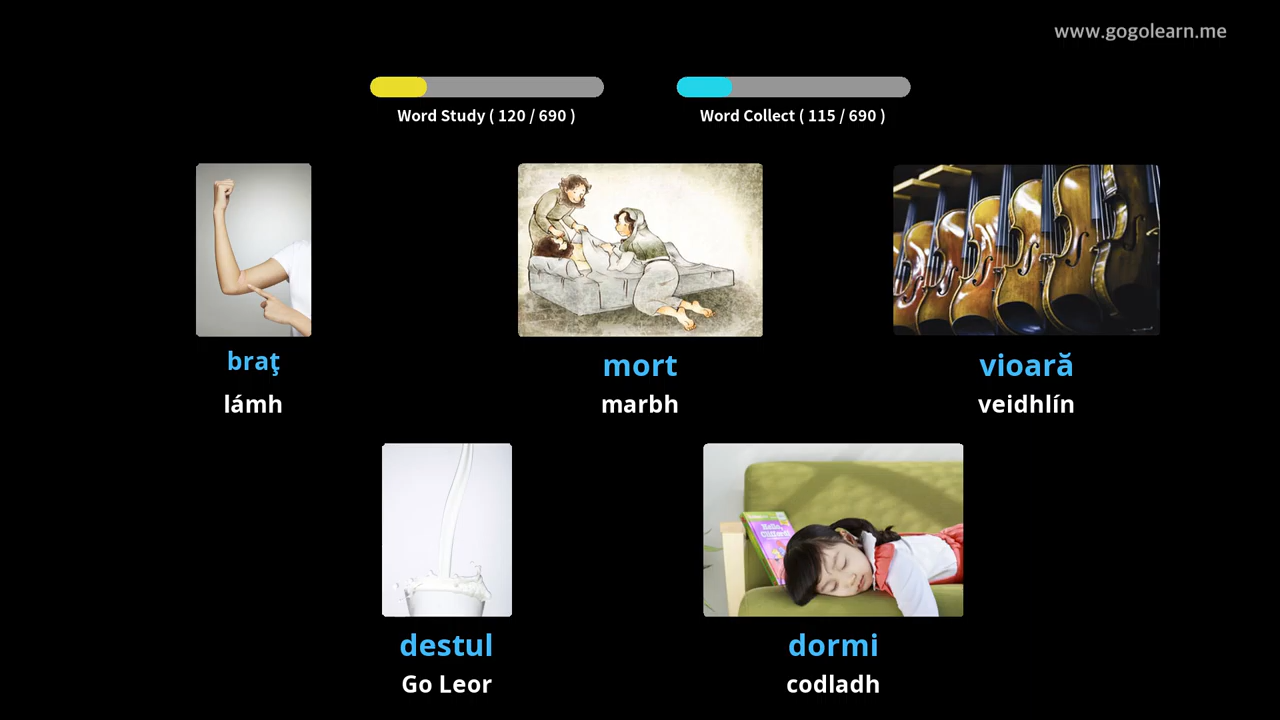 www.gogolearn.me
Word Study ( 120 / 690 )
Word Collect ( 115 / 690 )
braţ
mort
vioară
lámh
marbh
veidhlín
destul
dormi
Go Leor
codladh